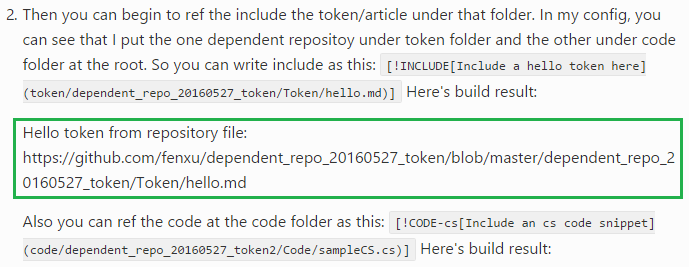 2. Then you can begin to ref the include the token/article under that folder. In my config, you
can see that I put the one dependent repositoy under token folder and the other under code
folder at the root. So you can write include as this: [!INCLUDE[Include a hello token here]
(token/dependent_repo_20160527_token/Token/hello.md)] Here's build result:
Hello token from repository file:
https://github.com/fenxu/dependent_repo_20160527_token/blob/master/dependent_repo_2
0160527_token/Token/hello.md
Also you can ref the code at the code folder as this: [!CODE-cs[Include an cs code snippet]
(code/dependent_repo_20160527_token2/Code/sampleCS.cs)] Here's build result: